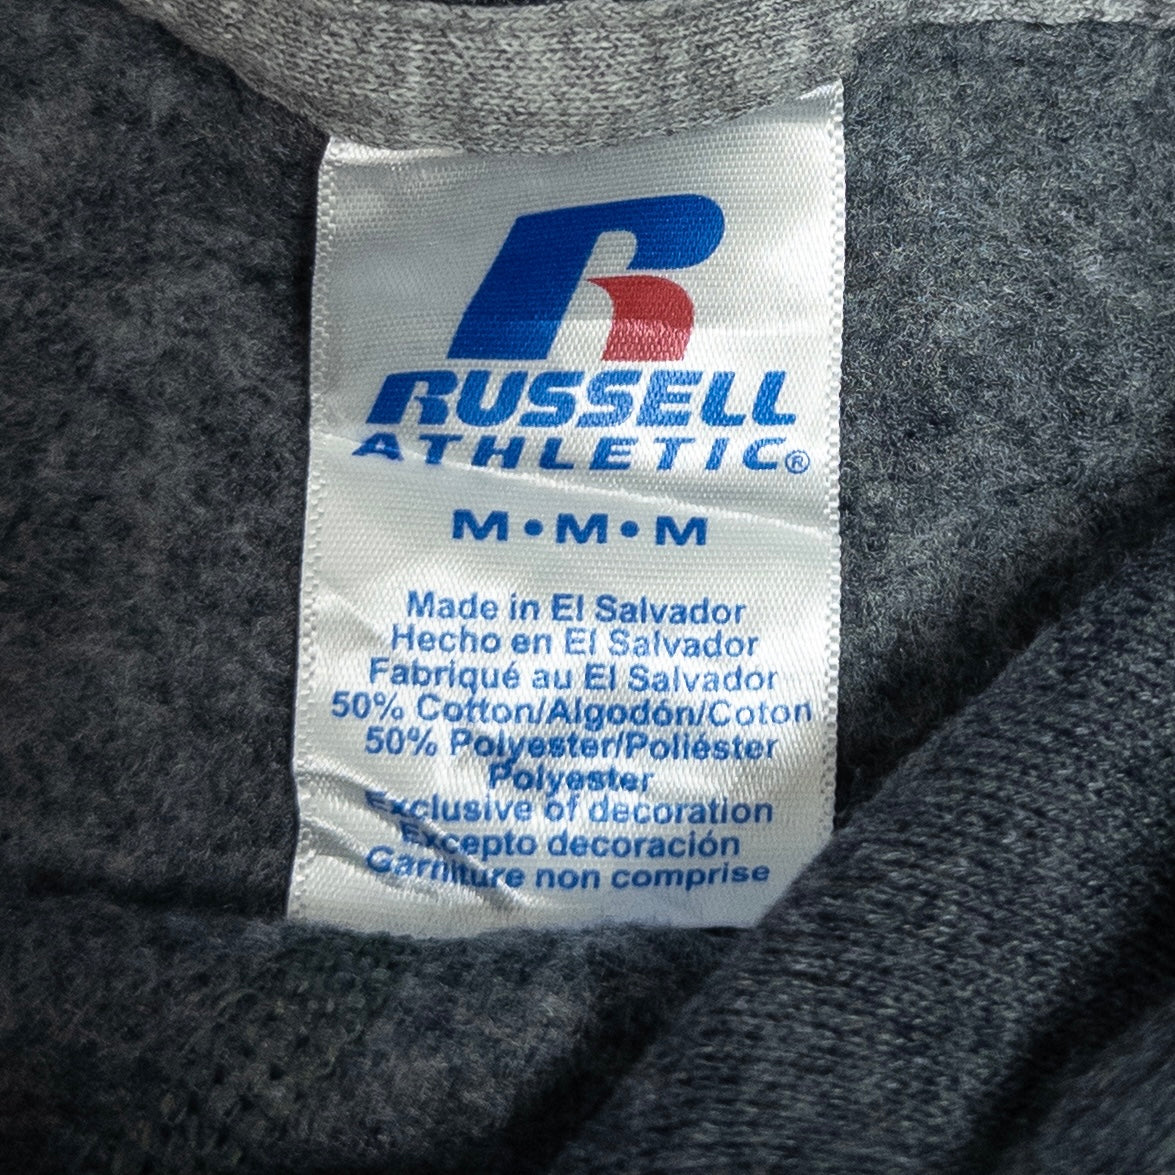 RUSSELL
ATHLETIC®
M•M•M
Made in El Salvador
Hecho en El Salvador
Fabriqué au El Salvador
50% Cotton/Algodón/Coton
50% Polyester/Poliéster
Polyester
Exclusive of decoration
Excepto decoración
Garniture non comprise